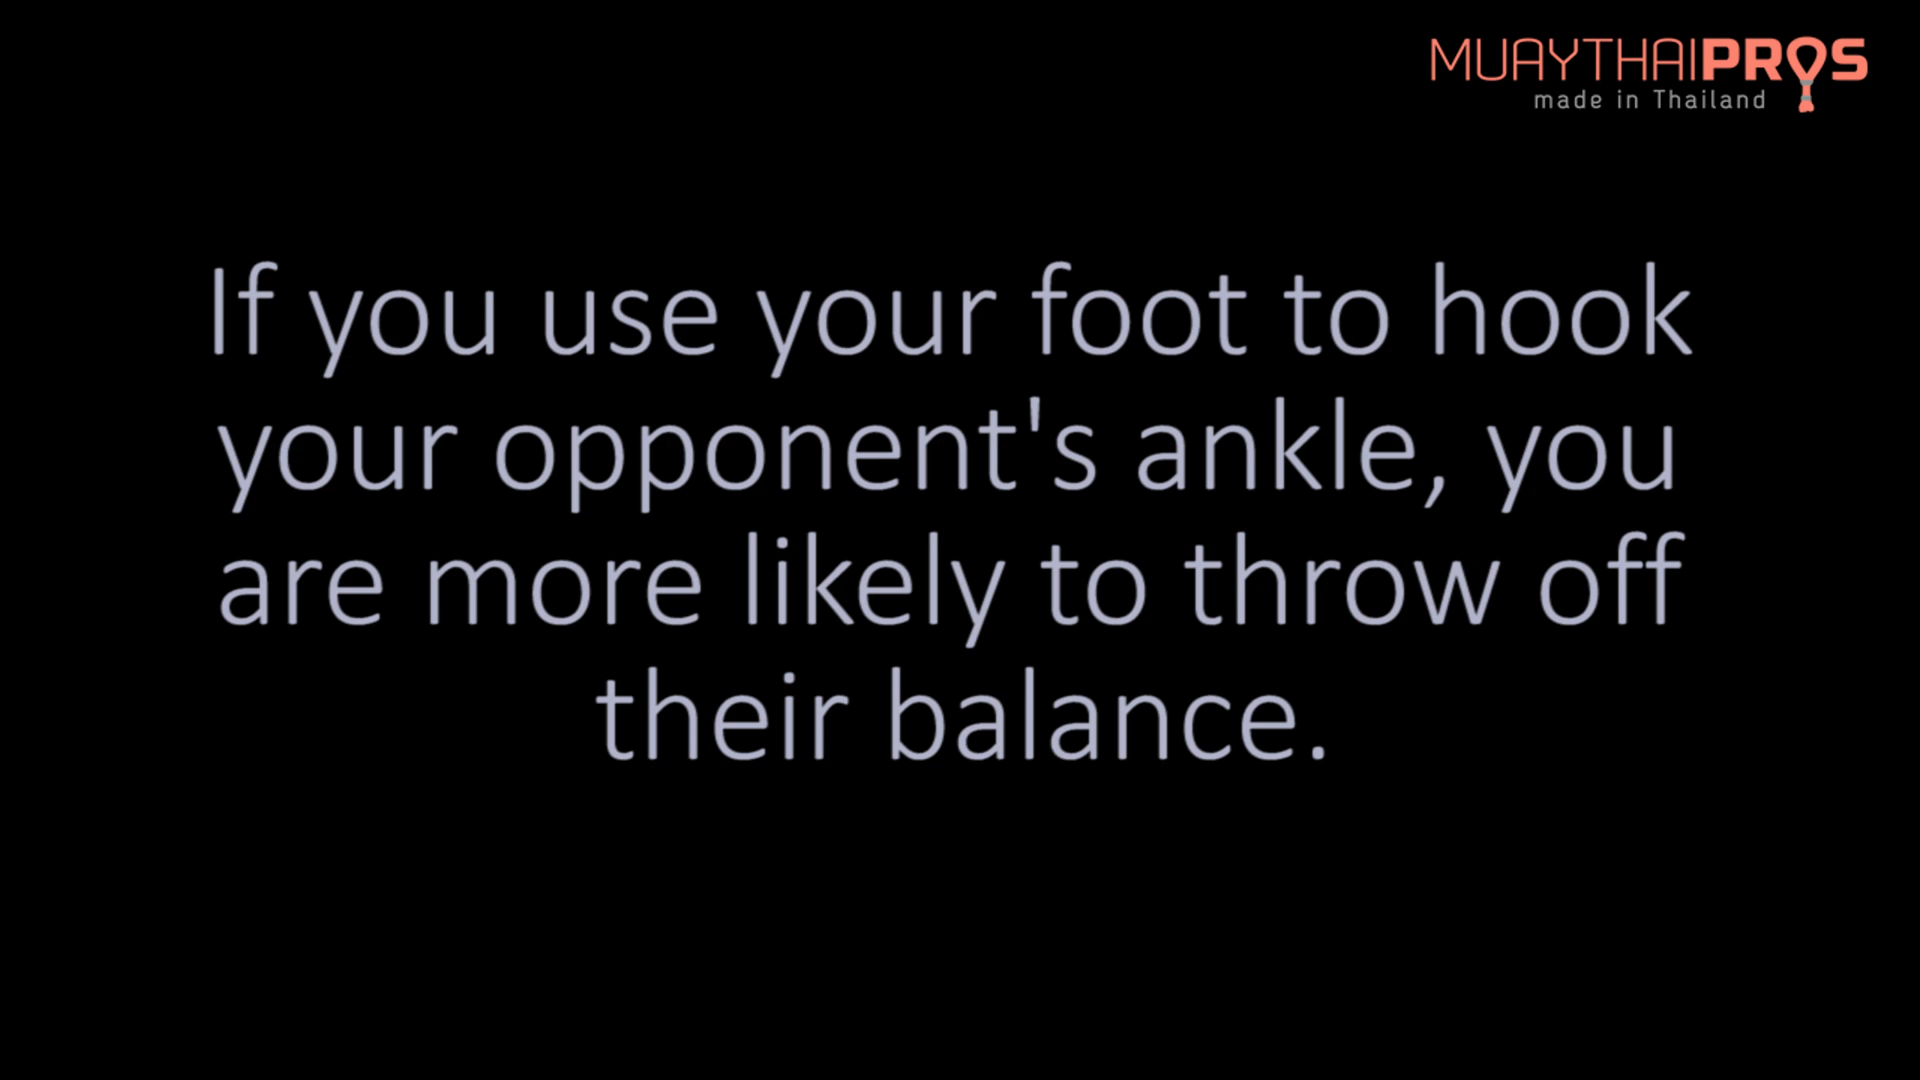 MUAYTHAIPROS
made in Thailand
If you use your foot to hook
your opponent's ankle, you
are more likely to throw off
their balance.